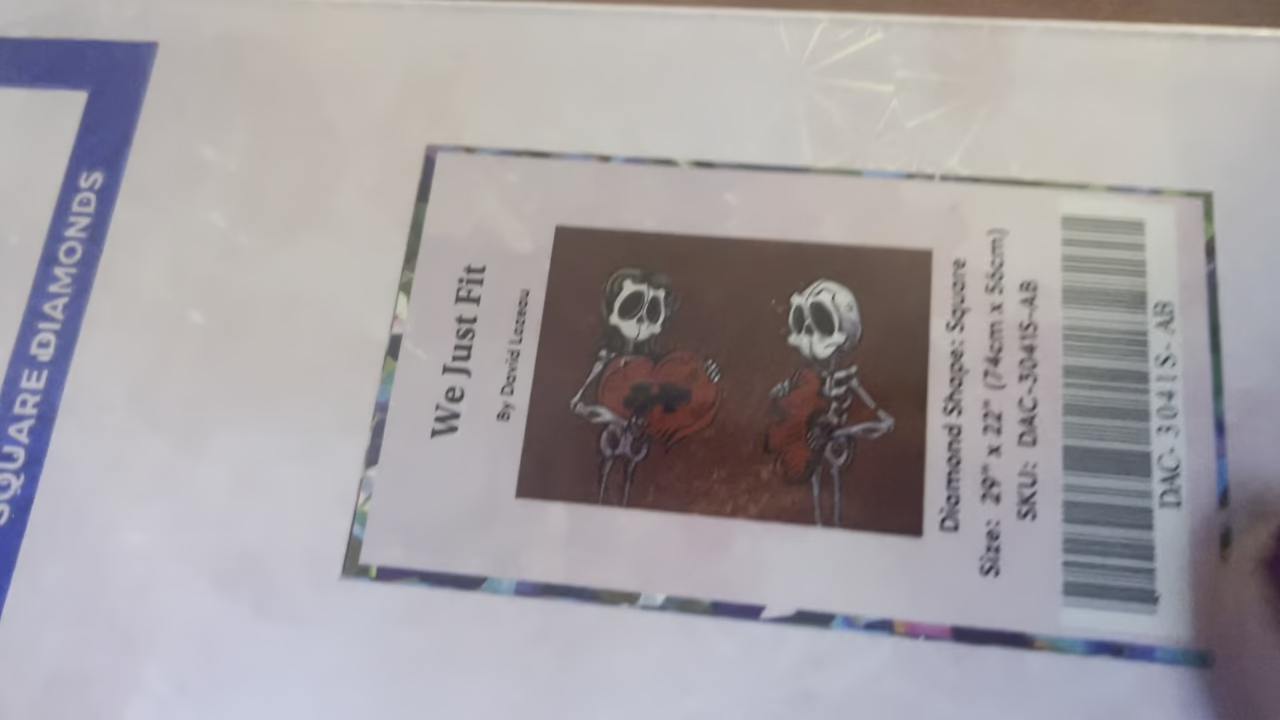 SQUARE DIAMONDS
We Just Fit
By David Lozeau
Diamond Shape: Square
Size: 29" x 22" (74cm x 56cm)
SKU: DAC-3041S-AB
DAC-3041S-AB